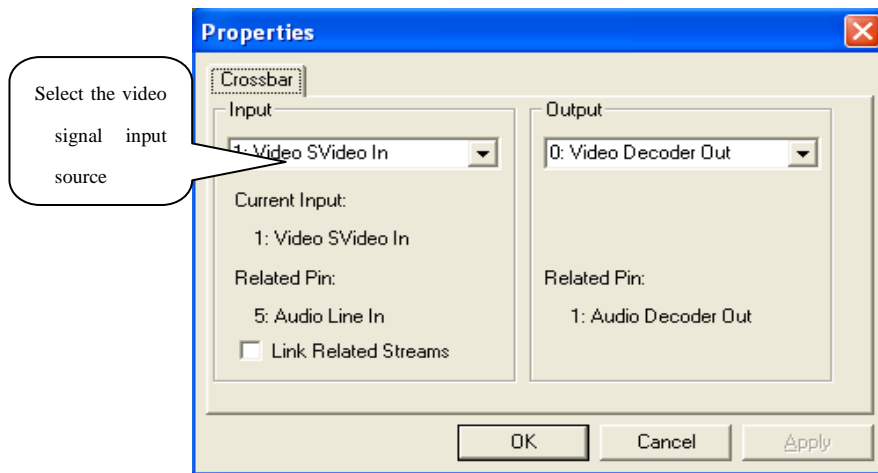 Properties
Select the video
signal input
source
Crossbar
Input
1: Video SVideo In
Current Input:
1: Video SVideo In
Related Pin:
5: Audio Line In
Link Related Streams
Output
0: Video Decoder Out
Related Pin:
1: Audio Decoder Out
OK
Cancel
Apply